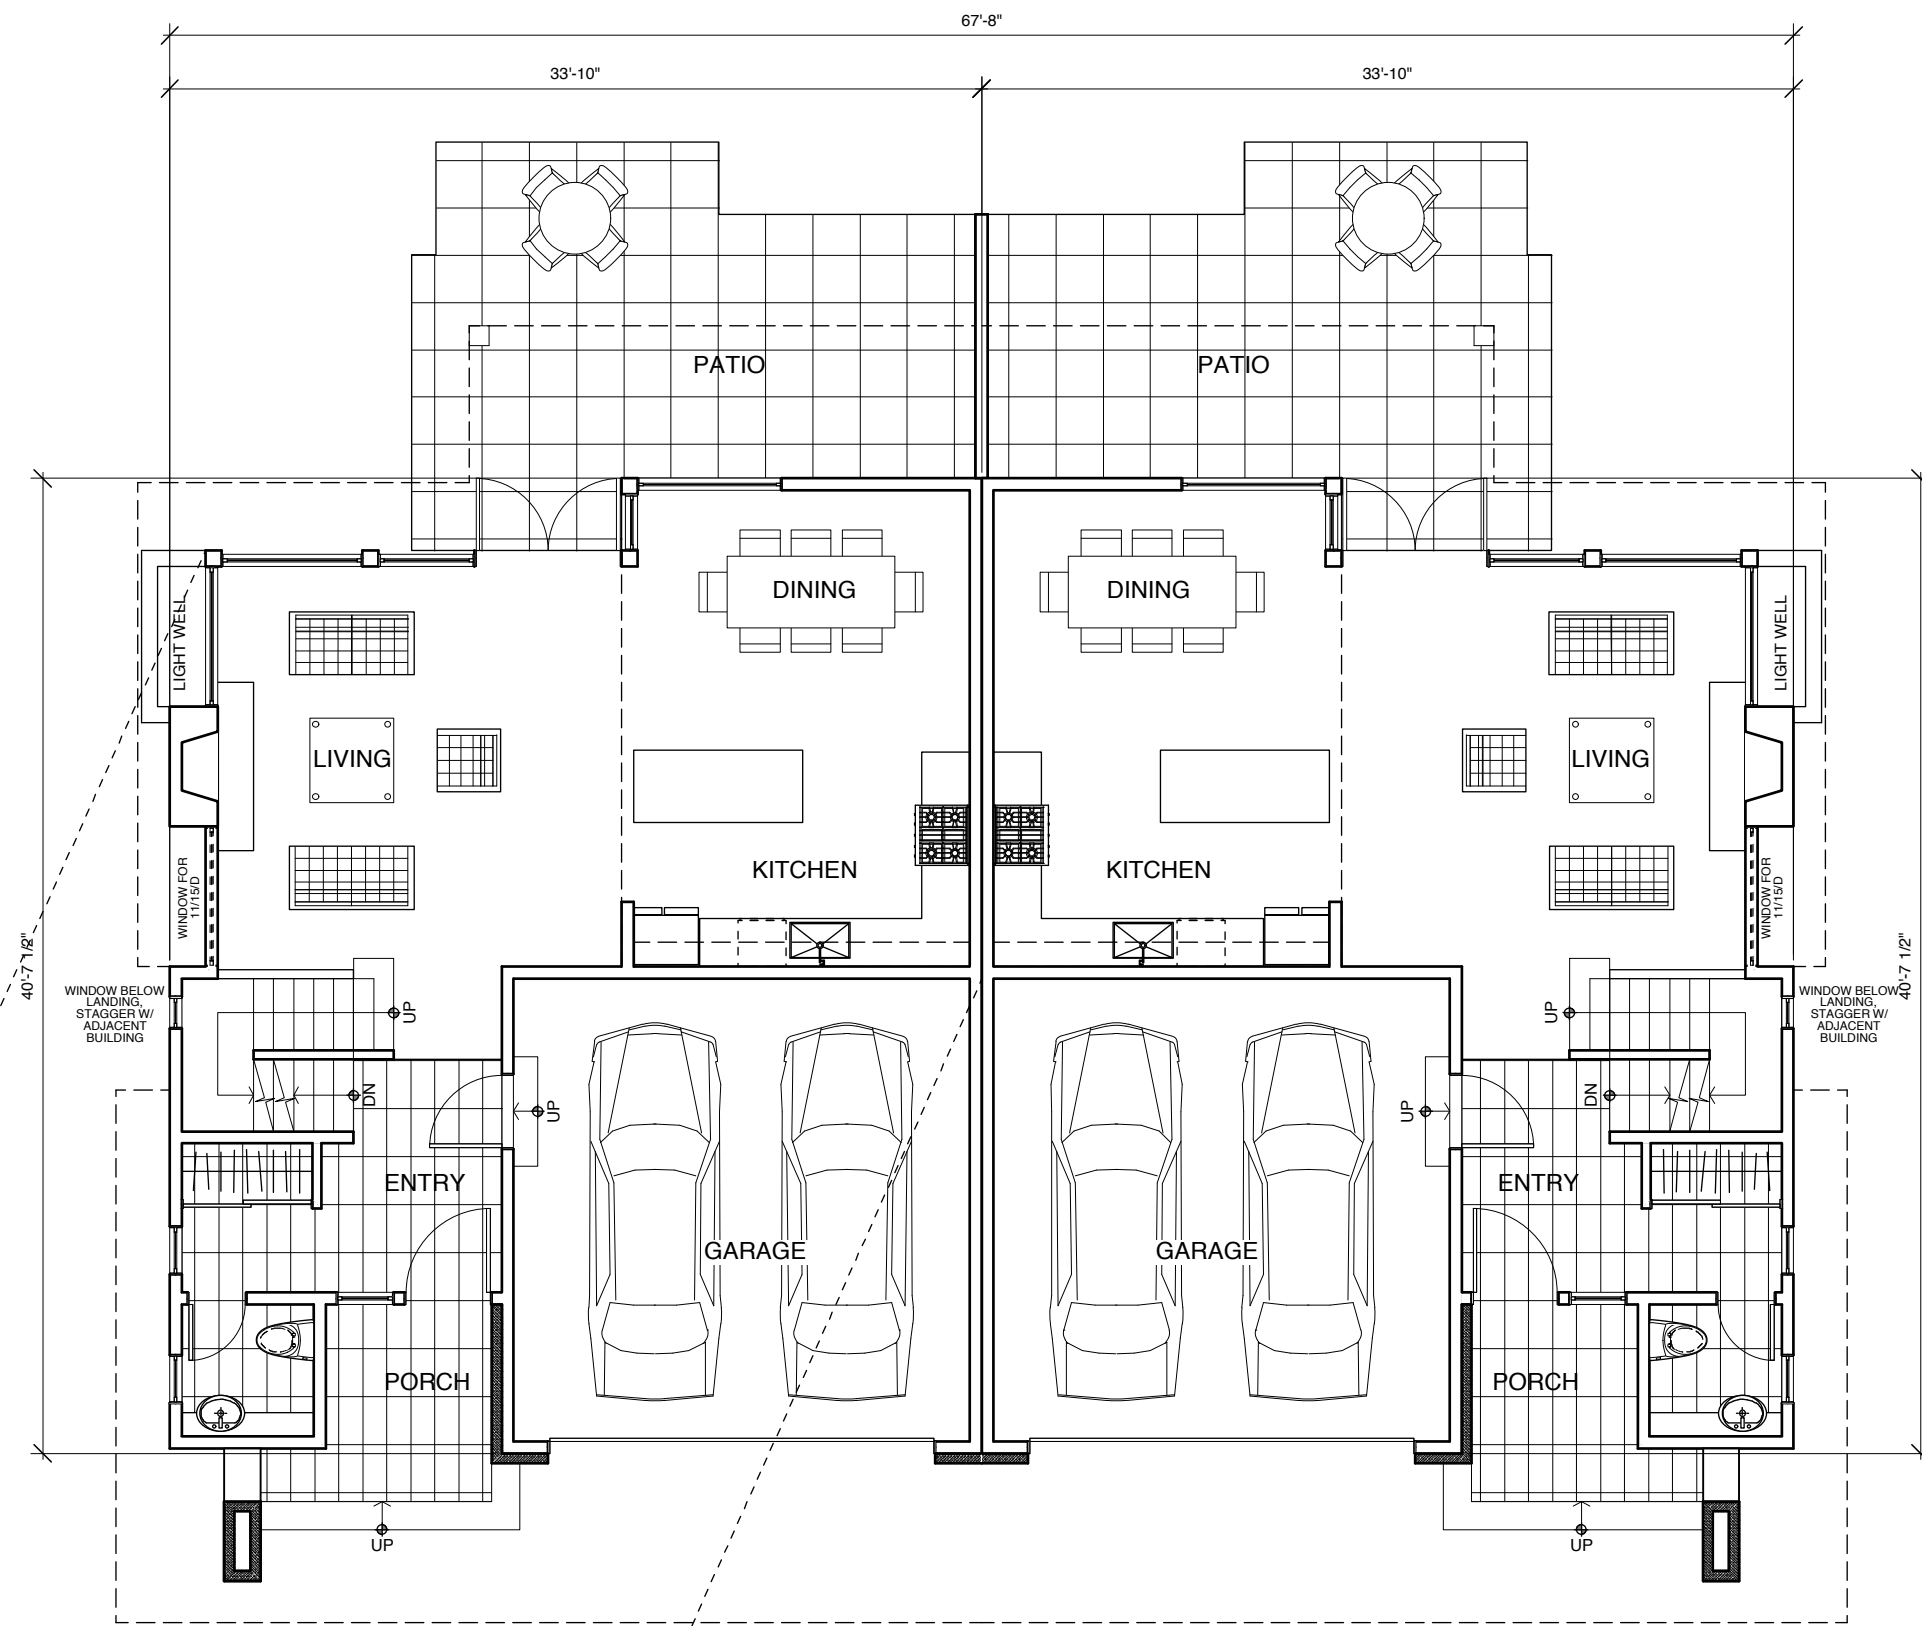 67'-8"
33'-10"
33'-10"
PATIO
PATIO
DINING
DINING
LIGHT WELL
LIGHT WELL
LIVING
LIVING
KITCHEN
KITCHEN
WINDOW FOR
11/15/D
WINDOW FOR
11/15/D
40'-7 1/2"
40'-7 1/2"
WINDOW BELOW
LANDING,
STAGGER W/
ADJACENT
BUILDING
WINDOW BELOW
LANDING,
STAGGER W/
ADJACENT
BUILDING
UP
UP
DN
DN
UP
UP
ENTRY
ENTRY
GARAGE
GARAGE
PORCH
PORCH
UP
UP